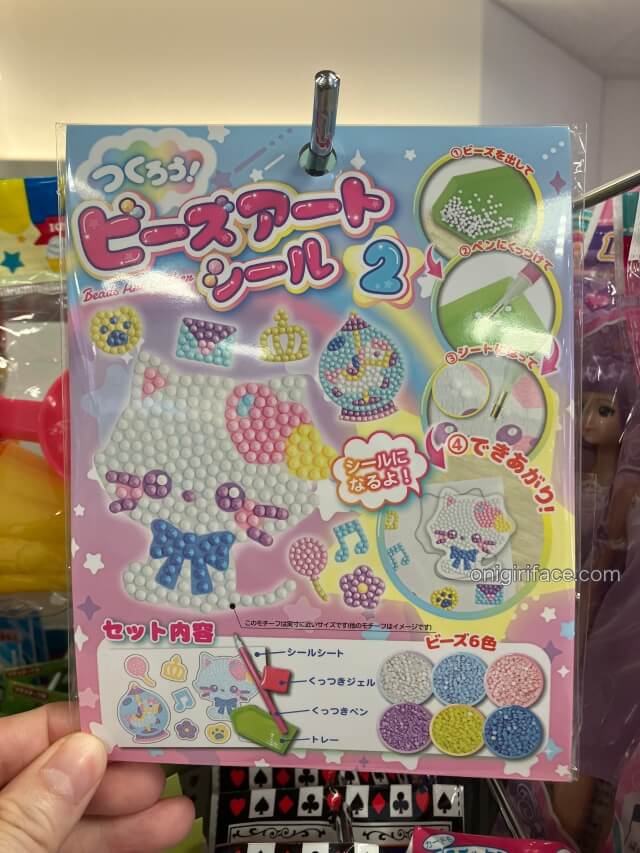 つくろう!
ビーズアート
シール 2
Beads Art
①ビーズを出して
②ペンにくっつけて
③シートに
って
④できあがり!
シールに
なるよ!
このモチーフは実寸に近いサイズです(他のモチーフはイメージです)
セット内容
シールシート
くっつきジェル
くっつきペン
トレー
ビーズ6色
onigiriface.com